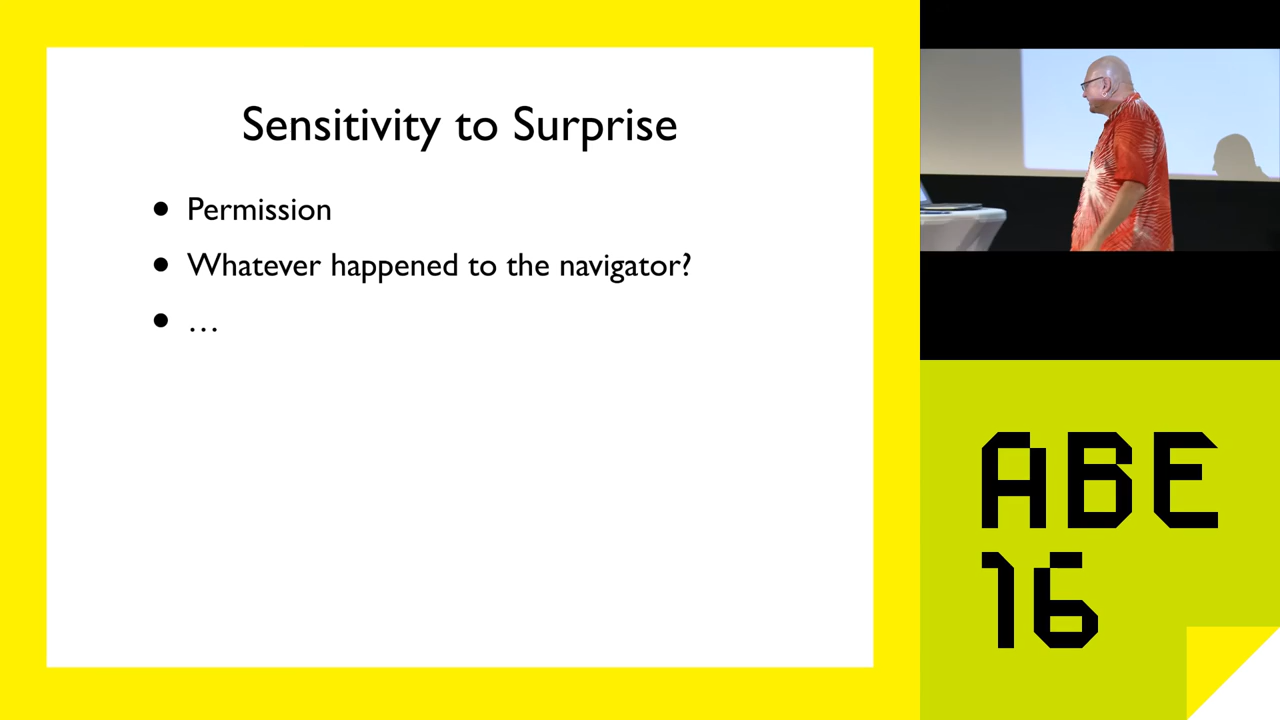 Sensitivity to Surprise
• Permission
• Whatever happened to the navigator?
• ...
ABE
16